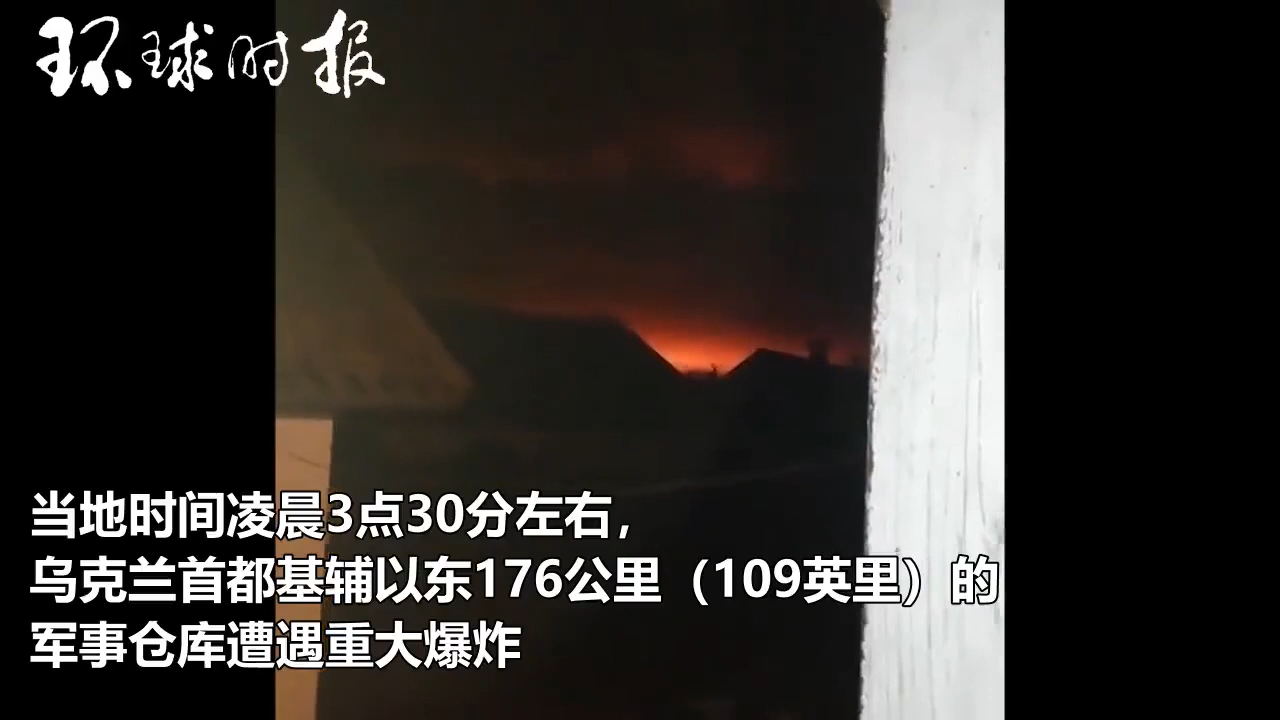 环球时报
当地时间凌晨3点30分左右，
乌克兰首都基辅以东176公里（109英里）的
军事仓库遭遇重大爆炸